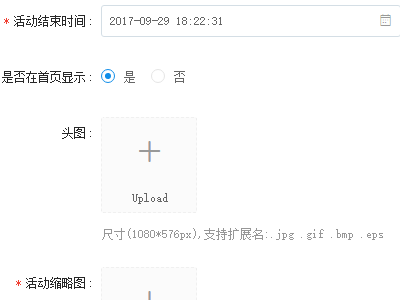 * 活动结束时间 : 2017-09-29 18:22:31
是否在首页显示 : 是 否
头图 :
Upload
尺寸(1080*576px),支持扩展名:.jpg .gif .bmp .eps
* 活动缩略图 :